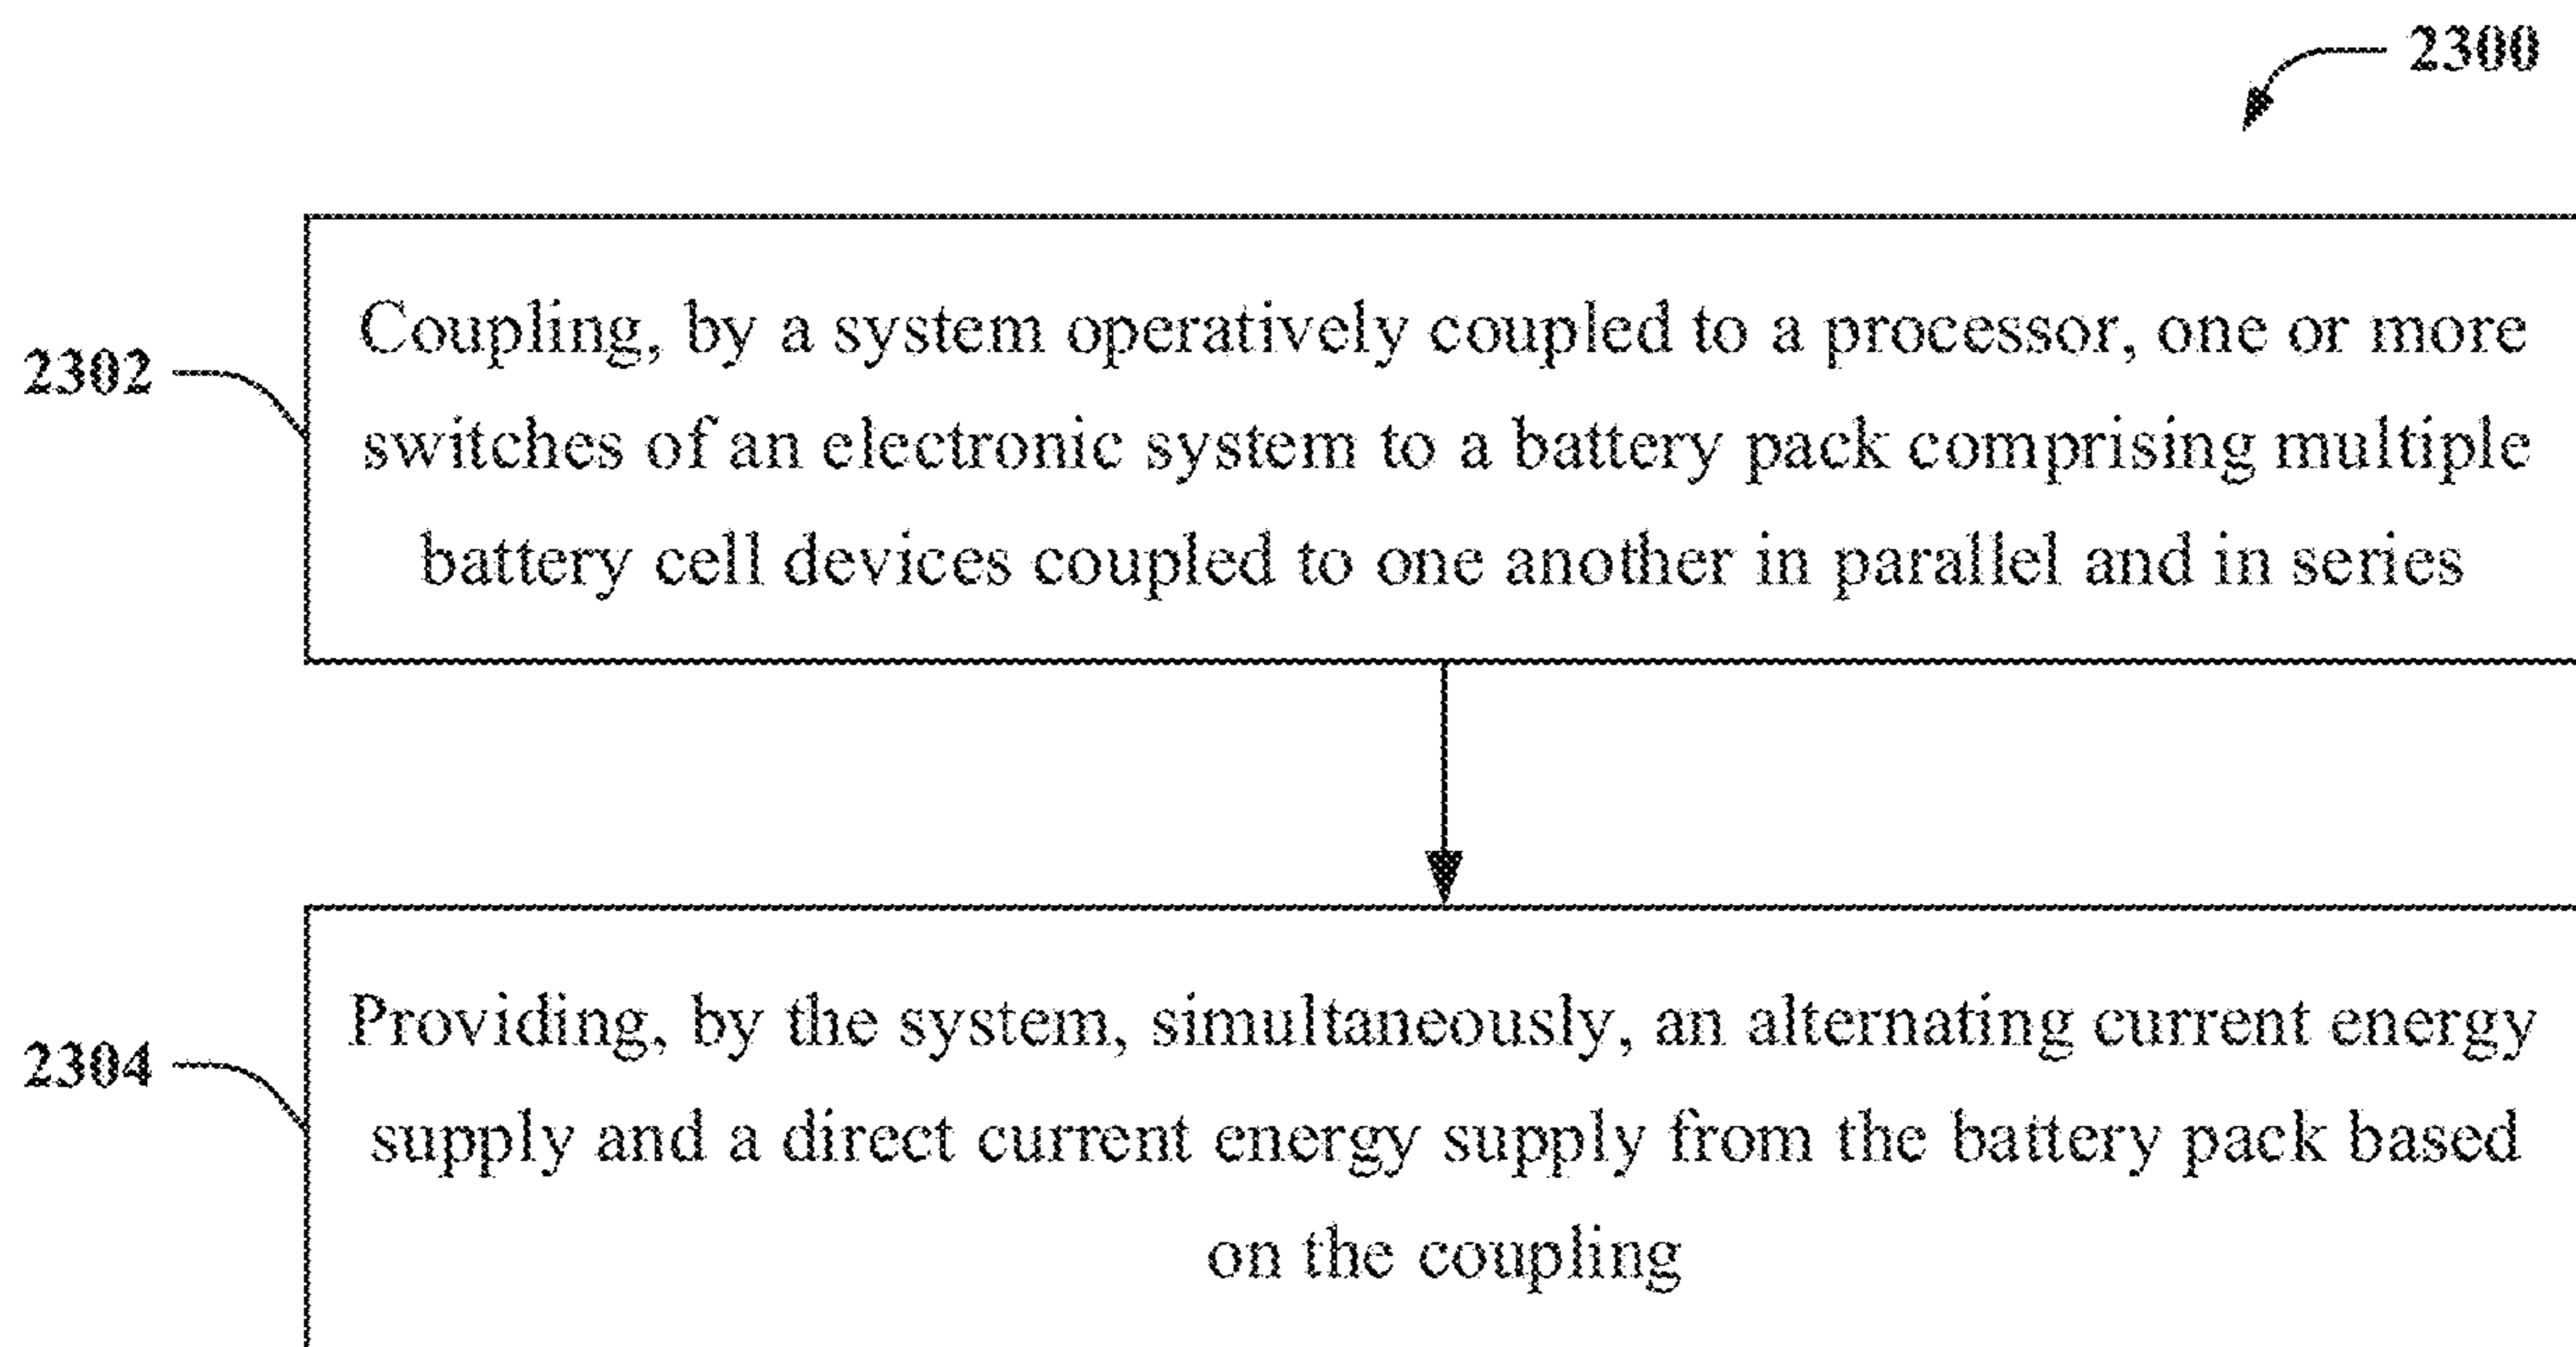 2300
2302
Coupling, by a system operatively coupled to a processor, one or more
switches of an electronic system to a battery pack comprising multiple
battery cell devices coupled to one another in parallel and in series
2304
Providing, by the system, simultaneously, an alternating current energy
supply and a direct current energy supply from the battery pack based
on the coupling